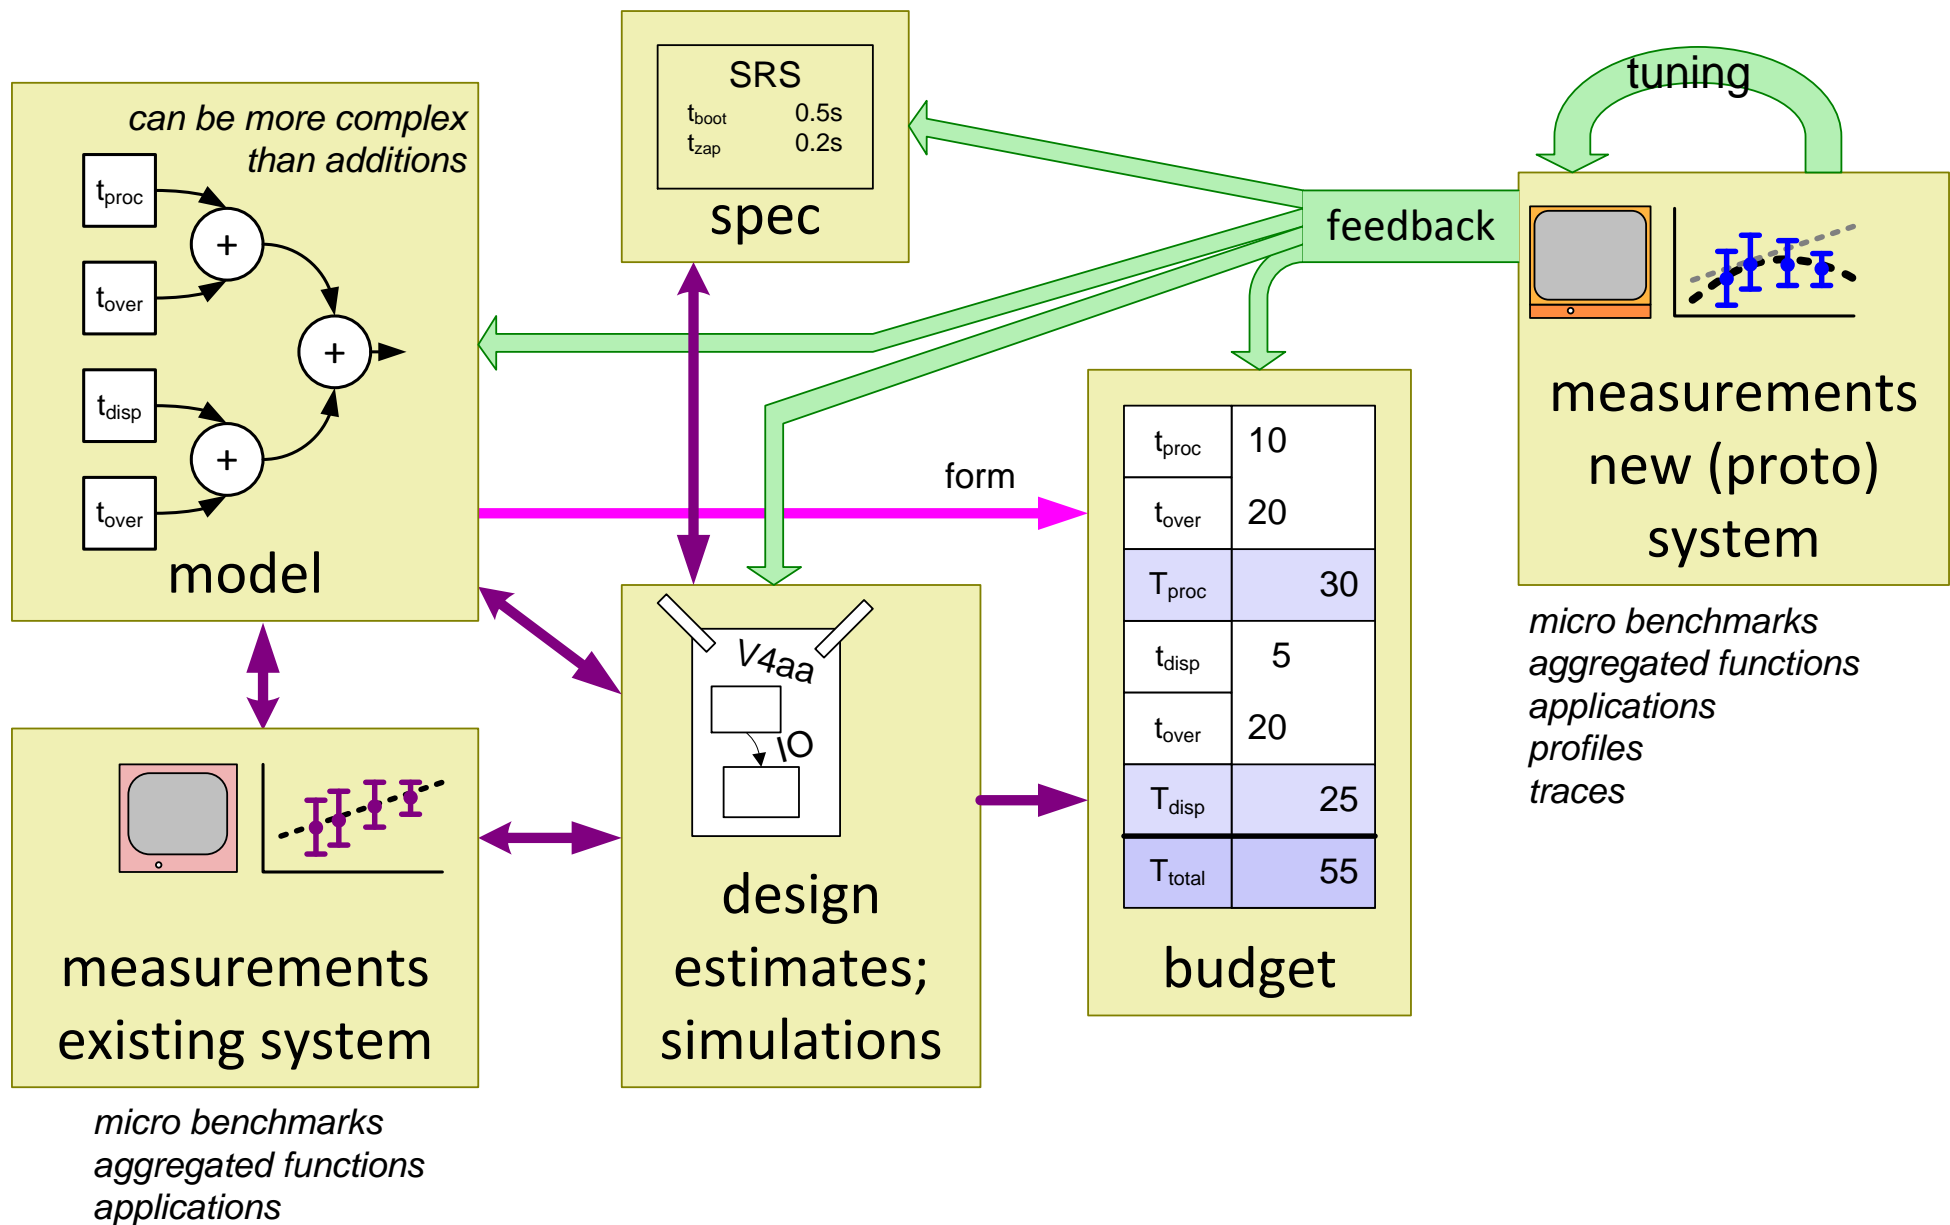 can be more complex
than additions
tproc
+
tover
+
tdisp
+
tover
model
SRS
tboot 0.5s
tzap 0.2s
spec
tuning
feedback
measurements
new (proto)
system
micro benchmarks
aggregated functions
applications
profiles
traces
form
tproc 10
tover 20
Tproc 30
tdisp 5
tover 20
Tdisp 25
Ttotal 55
budget
V4aa
IO
design
estimates;
simulations
measurements
existing system
micro benchmarks
aggregated functions
applications